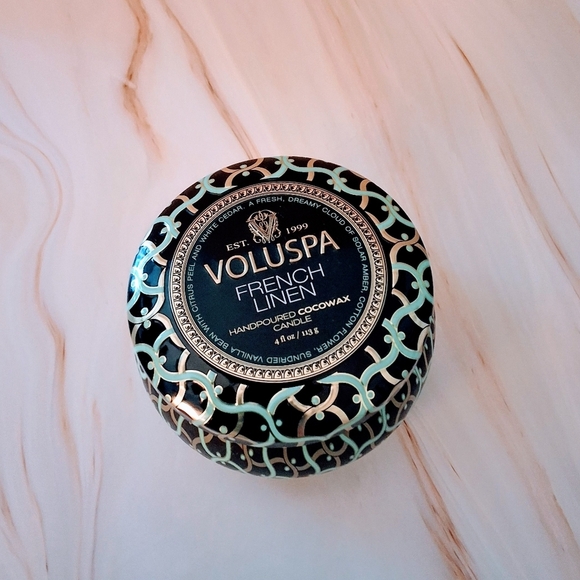 EST. 1999
VOLUSPA
FRENCH
LINEN
HANDPOURED COCOWAX
CANDLE
4 fl oz / 113 g
A FRESH, DREAMY CLOUD OF SOLAR AMBER, COTTON FLOWER, SUNDRIED VANILLA BEAN WITH CITRUS PEEL AND WHITE CEDAR.